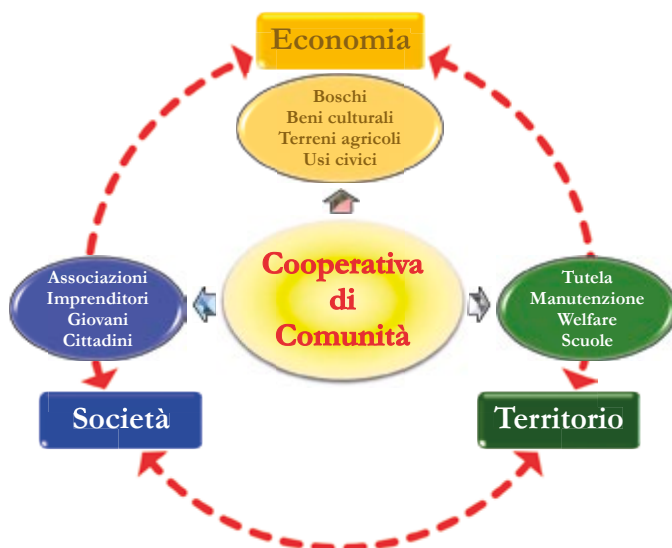 Economia
Boschi
Beni culturali
Terreni agricoli
Usi civici
Cooperativa
di
Comunità
Associazioni
Imprenditori
Giovani
Cittadini
Tutela
Manutenzione
Welfare
Scuole
Società
Territorio